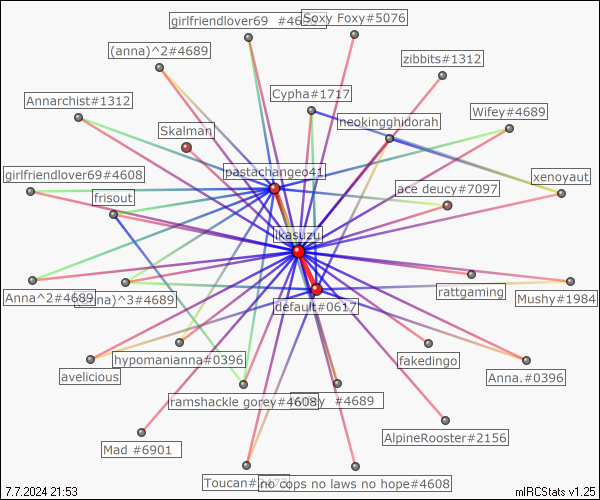 girlfriendlover69 #4689
Soxy Foxy#5076
(anna)^2#4689
zibbits#1312
Annarchist#1312
Cypha#1717
neokingghidorah
Wifey#4689
Skalman
pastachangeo41
girlfriendlover69#4608
xenoyaut
frisout
ace deucy#7097
ikasuzu
Anna^2#4689
)^3#4689
default#0617
rattgaming
Mushy#1984
hypomanianna#0396
fakedingo
avelicious
Anna.#0396
ramshackle gorey#4608
#4689
Mad #6901
AlpineRooster#2156
Toucan#
no cops no laws no hope#4608
7.7.2024 21:53
mIRCStats v1.25